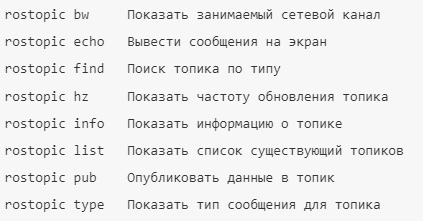 rostopic bw Показать занимаемый сетевой канал
rostopic echo Вывести сообщения на экран
rostopic find Поиск топика по типу
rostopic hz Показать частоту обновления топика
rostopic info Показать информацию о топике
rostopic list Показать список существующий топиков
rostopic pub Опубликовать данные в топик
rostopic type Показать тип сообщения для топика